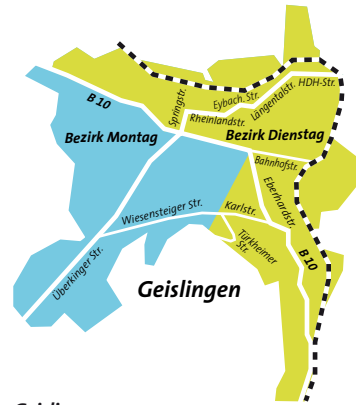 HDH-Str.
Eybach. Str.
Langentalstr.
B 10
Springstr.
Rheinlandstr.
Bezirk Montag
Bezirk Dienstag
Bahnhofstr.
Eberhardstr.
Wiesensteiger Str.
Karlstr.
Türkheimer
Str.
Überkinger Str.
B 10
Geislingen